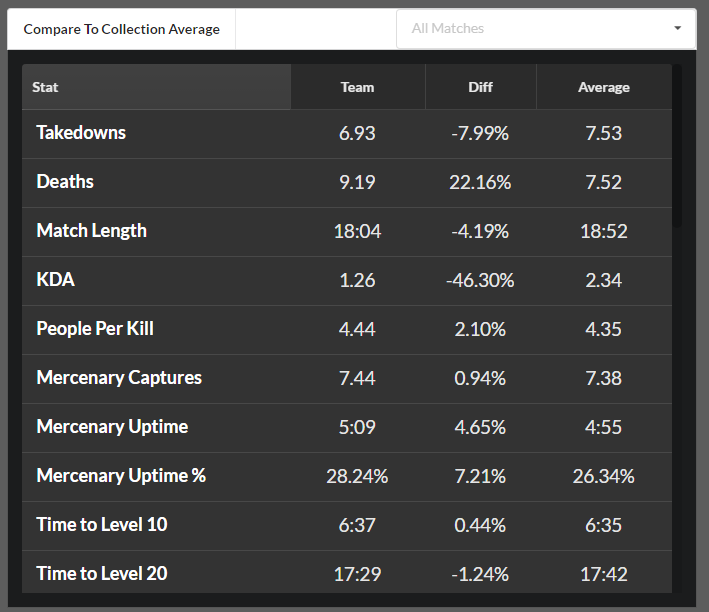 Compare To Collection Average All Matches
Stat Team Diff Average
Takedowns 6.93 -7.99% 7.53
Deaths 9.19 22.16% 7.52
Match Length 18:04 -4.19% 18:52
KDA 1.26 -46.30% 2.34
People Per Kill 4.44 2.10% 4.35
Mercenary Captures 7.44 0.94% 7.38
Mercenary Uptime 5:09 4.65% 4:55
Mercenary Uptime % 28.24% 7.21% 26.34%
Time to Level 10 6:37 0.44% 6:35
Time to Level 20 17:29 -1.24% 17:42